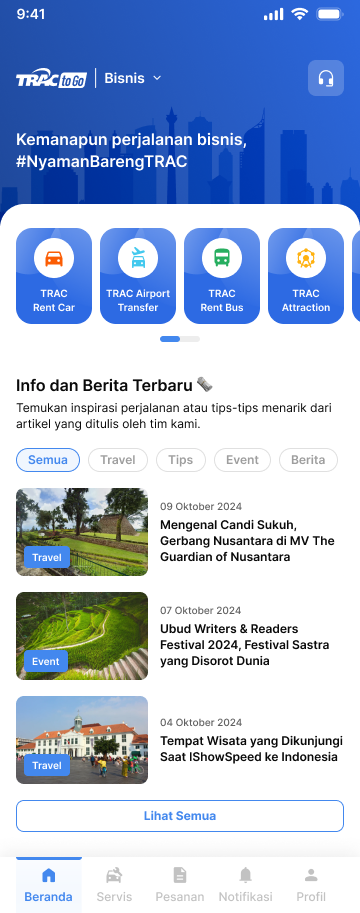 9:41
TRAC to Go
Bisnis
Kemanapun perjalanan bisnis,
#NyamanBarengTRAC
TRAC
Rent Car
TRAC Airport
Transfer
TRAC
Rent Bus
TRAC
Attraction
Info dan Berita Terbaru
Temukan inspirasi perjalanan atau tips-tips menarik dari
artikel yang ditulis oleh tim kami.
Semua
Travel
Tips
Event
Berita
Travel
09 Oktober 2024
Mengenal Candi Sukuh,
Gerbang Nusantara di MV The
Guardian of Nusantara
Event
07 Oktober 2024
Ubud Writers & Readers
Festival 2024, Festival Sastra
yang Disorot Dunia
Travel
04 Oktober 2024
Tempat Wisata yang Dikunjungi
Saat IShowSpeed ke Indonesia
Lihat Semua
Beranda
Servis
Pesanan
Notifikasi
Profil